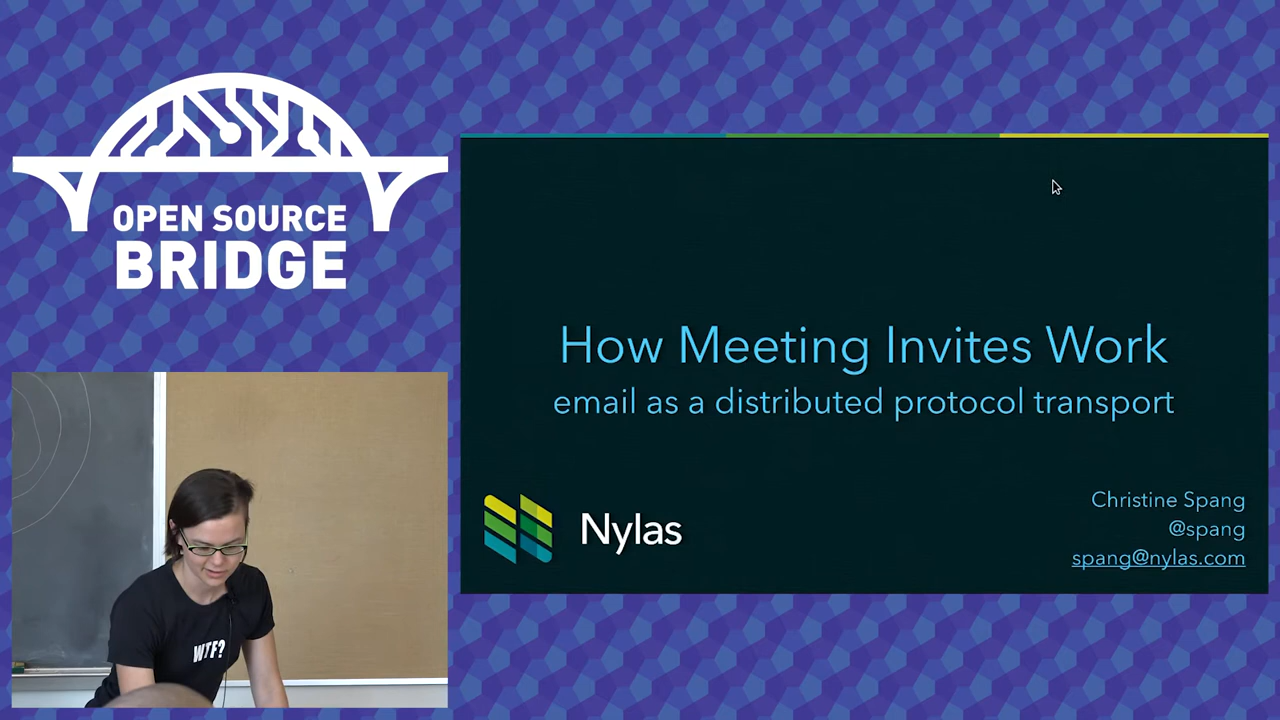 OPEN SOURCE
BRIDGE
How Meeting Invites Work
email as a distributed protocol transport
Nylas
Christine Spang
@spang
spang@nylas.com
WTF?